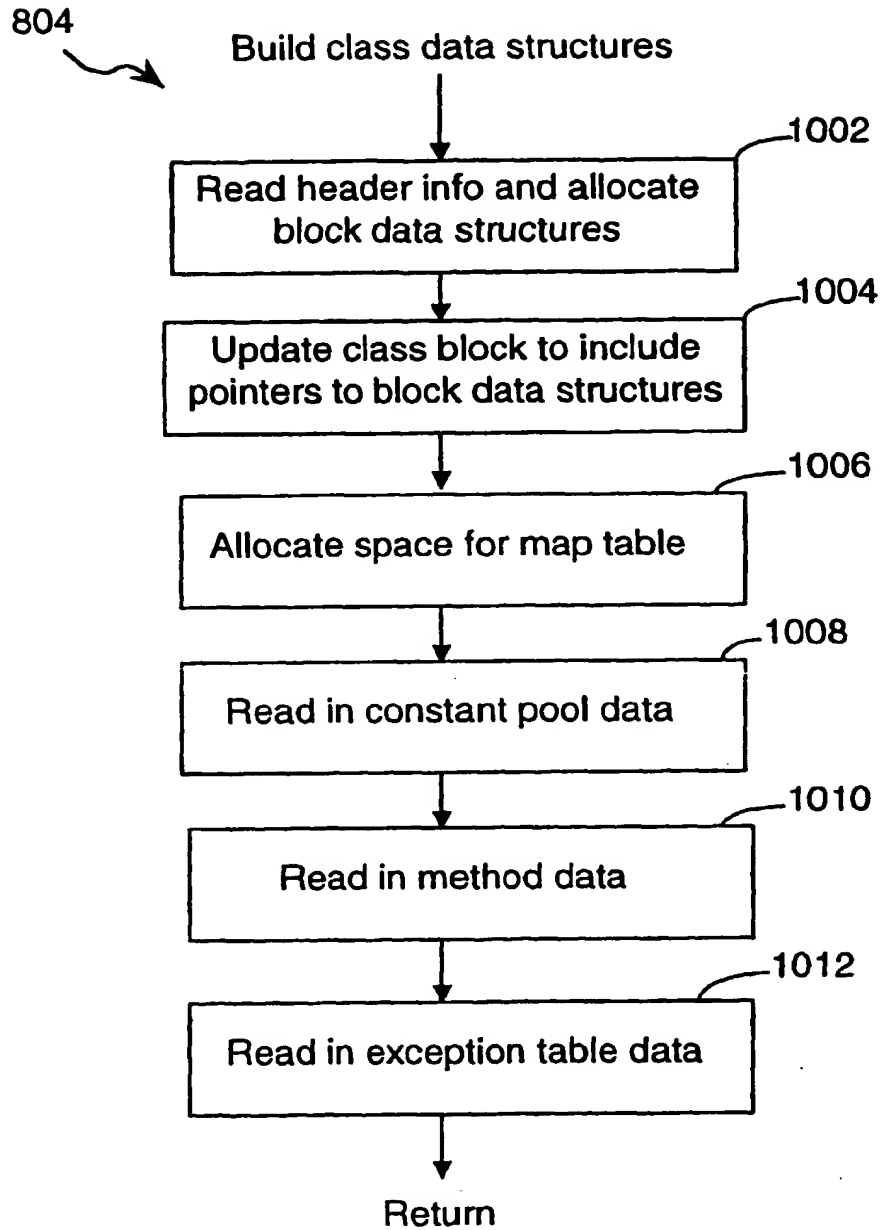 804
Build class data structures
1002
Read header info and allocate
block data structures
1004
Update class block to include
pointers to block data structures
1006
Allocate space for map table
1008
Read in constant pool data
1010
Read in method data
1012
Read in exception table data
Return